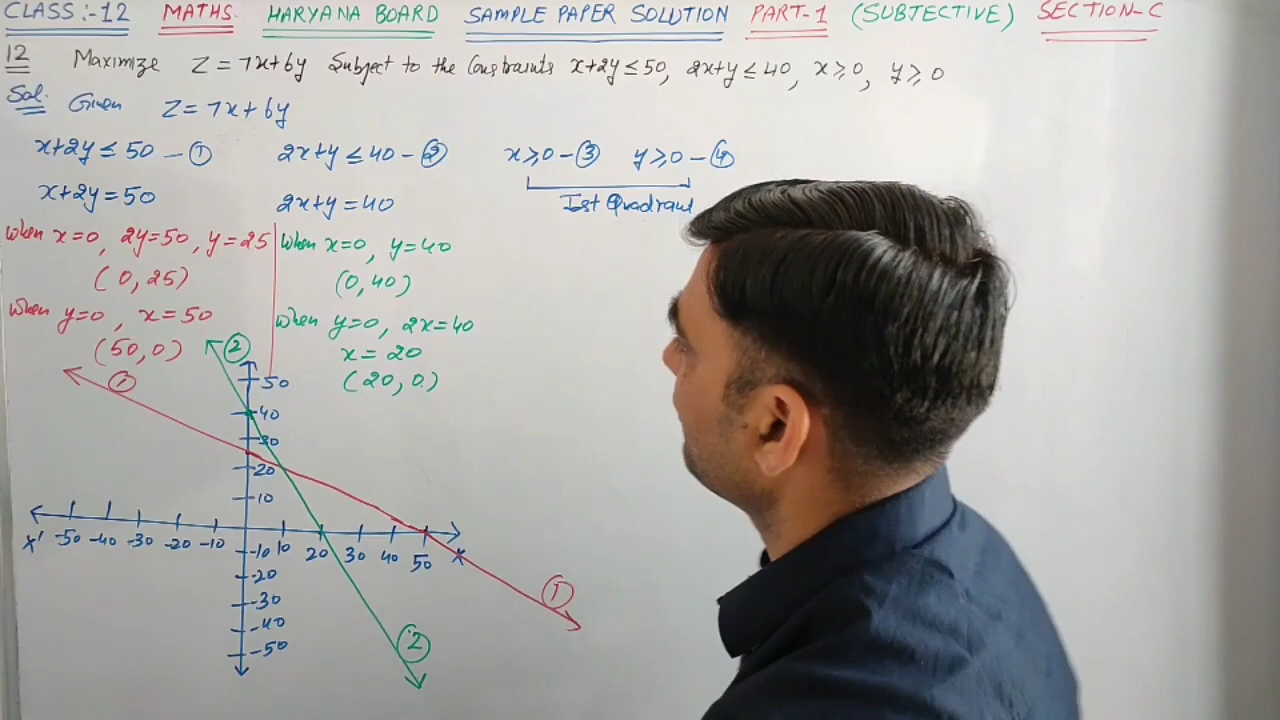 CLASS:-12 MATHS. HARYANA BOARD SAMPLE PAPER SOLUTION PART-1 (SUBJECTIVE) SECTION-C
12 Maximize Z=7x+6y Subject to the Constraints x+2y≤50, 2x+y≤40, x≥0, y≥0
Sol. Given Z=7x+6y
x+2y≤50 - ① 2x+y≤40 - ② x≥0 - ③ y≥0 - ④
x+2y=50 2x+y=40 Ist Quadrant
When x=0, 2y=50, y=25
(0,25)
When y=0, x=50
(50,0)
When x=0, y=40
(0,40)
When y=0, 2x=40
x=20
(20,0)
②
①
50
40
30
20
10
X' -50 -40 -30 -20 -10 10 20 30 40 50 X
-10
-20
-30
-40
-50
①
②